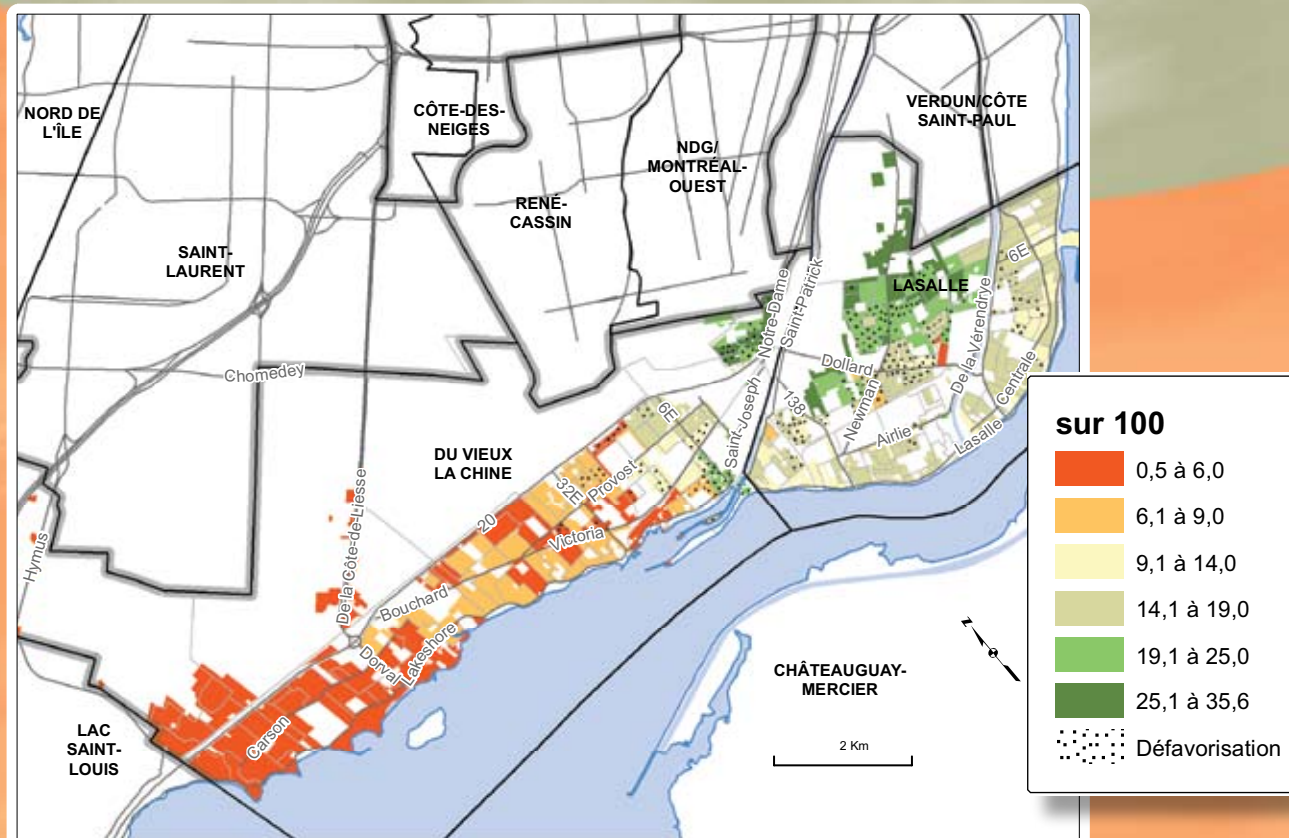 NORD DE
L'ÎLE
CÔTE-DES-
NEIGES
VERDUN/CÔTE
SAINT-PAUL
NDG/
MONTRÉAL-
OUEST
RENÉ-
CASSIN
SAINT-
LAURENT
LASALLE
6E
Notre-Dame
Saint-Patrick
De la Vérendrye
Chomedey
Dollard
Centrale
138
Newman
Airlie
Lasalle
6E
Saint-Joseph
DU VIEUX
LA CHINE
Provost
32E
20
Victoria
De la Côte-de-Liesse
Hymus
Bouchard
Dorval
Lakeshore
Carson
LAC
SAINT-
LOUIS
CHÂTEAUGUAY-
MERCIER
N
2 Km
sur 100
0,5 à 6,0
6,1 à 9,0
9,1 à 14,0
14,1 à 19,0
19,1 à 25,0
25,1 à 35,6
Défavorisation